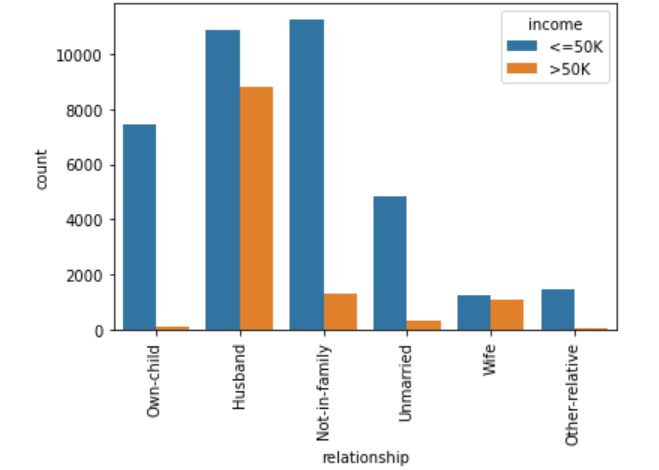 income
<=50K
>50K
10000
8000
6000
4000
2000
0
count
Own-child
Husband
Not-in-family
Unmarried
Wife
Other-relative
relationship